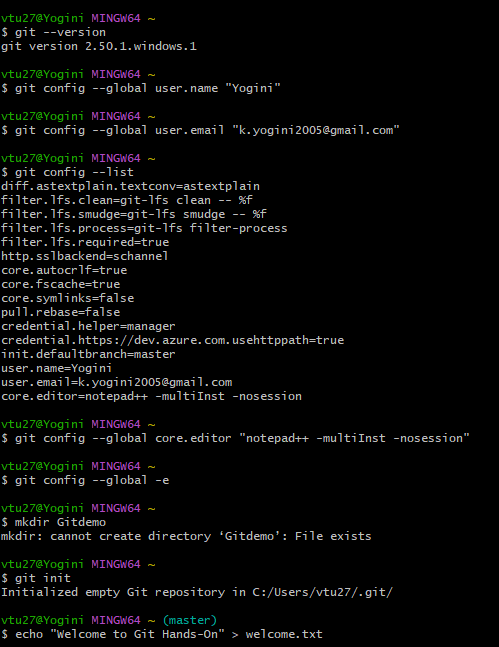 vtu27@Yogini MINGW64 ~
$ git --version
git version 2.50.1.windows.1
vtu27@Yogini MINGW64 ~
$ git config --global user.name "Yogini"
vtu27@Yogini MINGW64 ~
$ git config --global user.email "k.yogini2005@gmail.com"
vtu27@Yogini MINGW64 ~
$ git config --list
diff.astextplain.textconv=astextplain
filter.lfs.clean=git-lfs clean -- %f
filter.lfs.smudge=git-lfs smudge -- %f
filter.lfs.process=git-lfs filter-process
filter.lfs.required=true
http.sslbackend=schannel
core.autocrlf=true
core.fscache=true
core.symlinks=false
pull.rebase=false
credential.helper=manager
credential.https://dev.azure.com.usehttppath=true
init.defaultbranch=master
user.name=Yogini
user.email=k.yogini2005@gmail.com
core.editor=notepad++ -multiInst -nosession
vtu27@Yogini MINGW64 ~
$ git config --global core.editor "notepad++ -multiInst -nosession"
vtu27@Yogini MINGW64 ~
$ git config --global -e
vtu27@Yogini MINGW64 ~
$ mkdir Gitdemo
mkdir: cannot create directory ‘Gitdemo’: File exists
vtu27@Yogini MINGW64 ~
$ git init
Initialized empty Git repository in C:/Users/vtu27/.git/
vtu27@Yogini MINGW64 ~ (master)
$ echo "Welcome to Git Hands-On" > welcome.txt